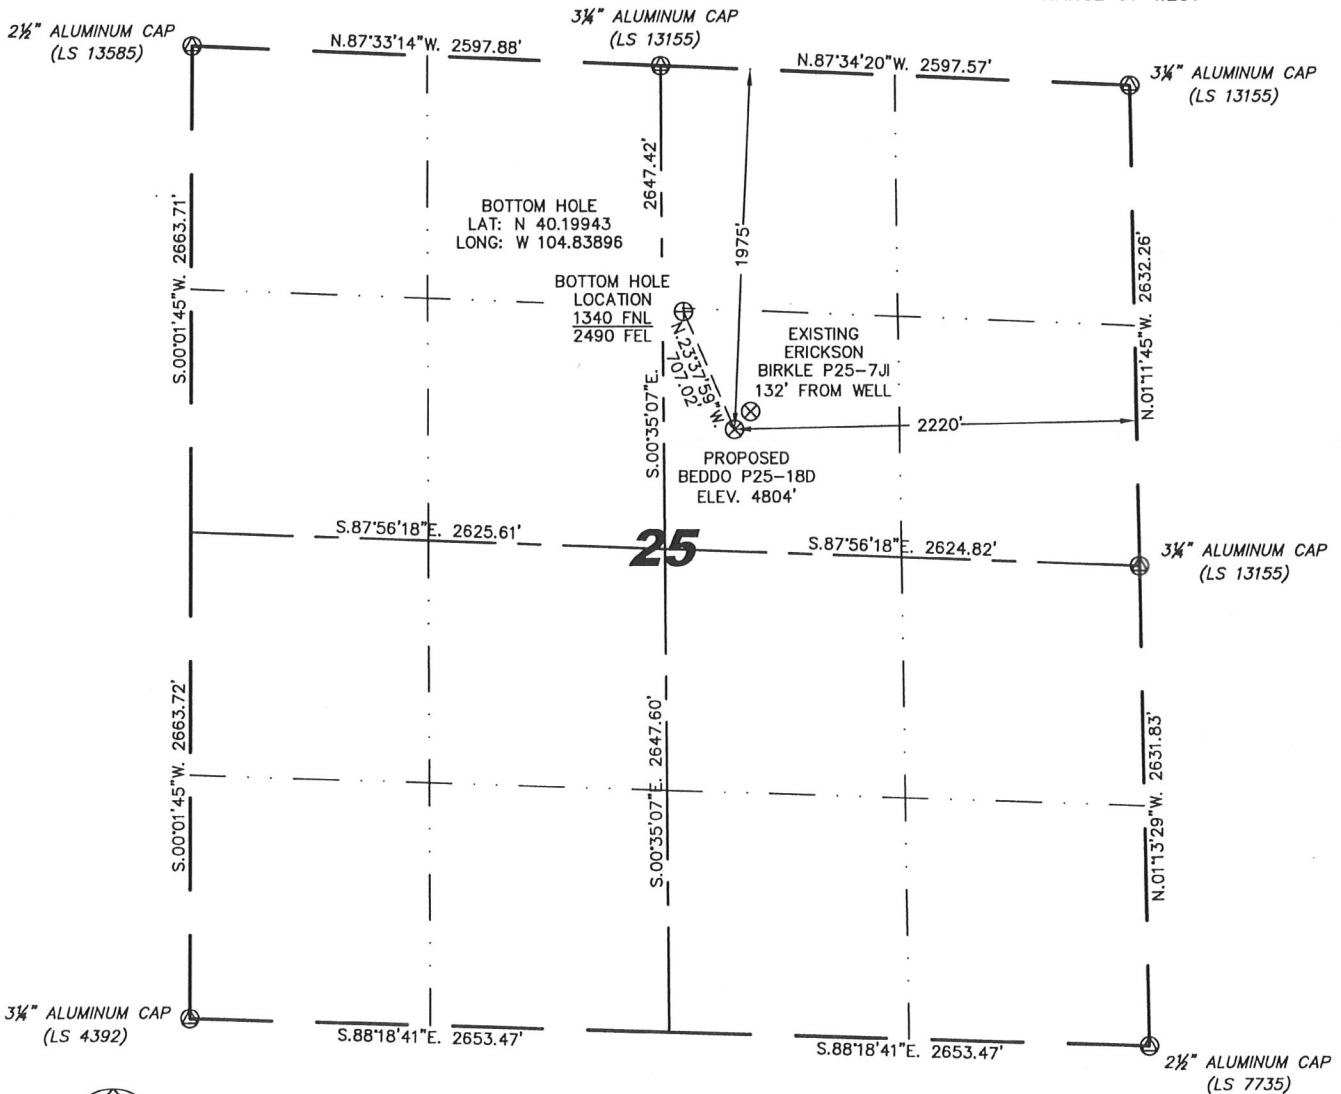 2½" ALUMINUM CAP
(LS 13585)
3¼" ALUMINUM CAP
(LS 13155)
N.87°33'14"W. 2597.88'
N.87°34'20"W. 2597.57'
3¼" ALUMINUM CAP
(LS 13155)
S.00°01'45"W. 2663.71'
2647.42'
S.00°35'07"E.
1975'
N.01°11'45"W. 2632.26'
BOTTOM HOLE
LAT: N 40.19943
LONG: W 104.83896
BOTTOM HOLE
LOCATION
1340 FNL
2490 FEL
N.23°37'59"W.
707.02'
EXISTING
ERICKSON
BIRKLE P25-7JI
132' FROM WELL
2220'
PROPOSED
BEDDO P25-18D
ELEV. 4804'
S.87°56'18"E. 2625.61'
25
S.87°56'18"E. 2624.82'
3¼" ALUMINUM CAP
(LS 13155)
S.00°01'45"W. 2663.72'
S.00°35'07"E. 2647.60'
N.01°13'29"W. 2631.83'
3¼" ALUMINUM CAP
(LS 4392)
S.88°18'41"E. 2653.47'
S.88°18'41"E. 2653.47'
2½" ALUMINUM CAP
(LS 7735)